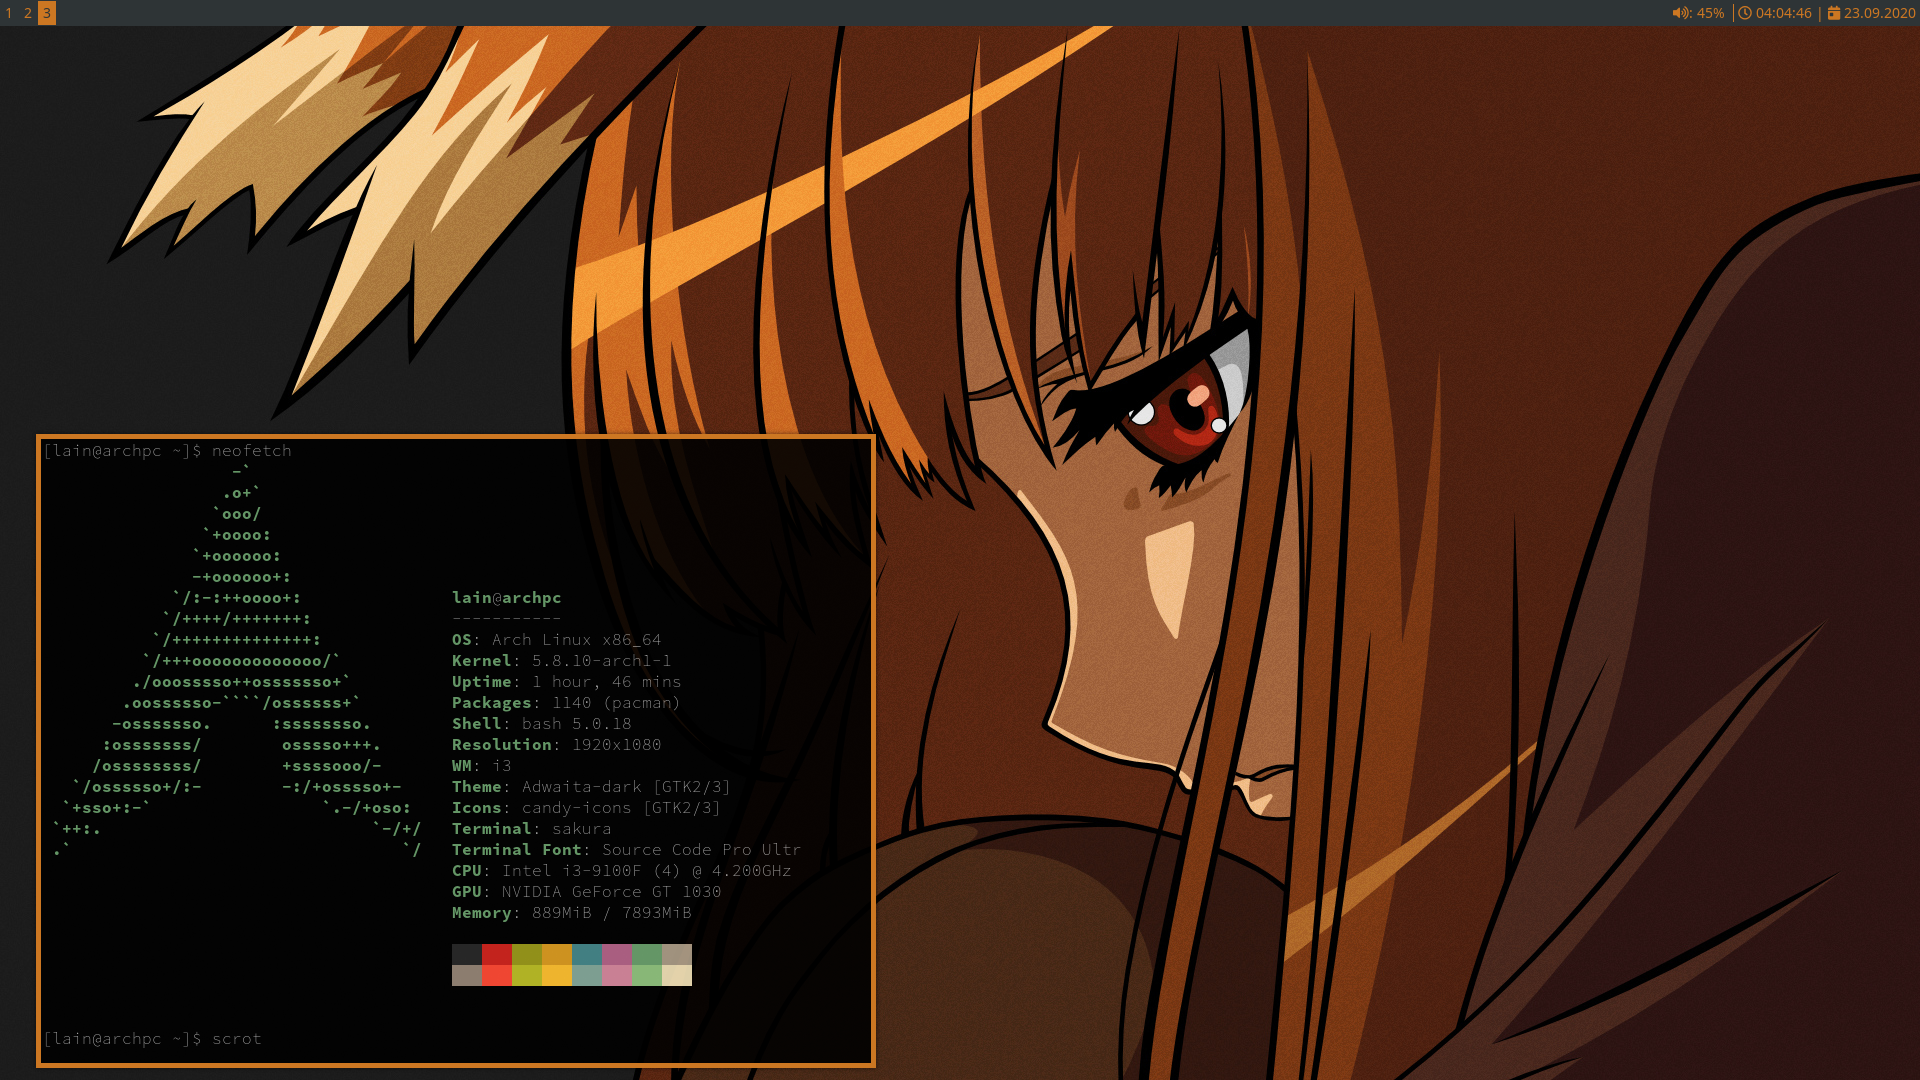 1 2 3 : 45% | 04:04:46 | 23.09.2020
[lain@archpc ~]$ neofetch
-`
.o+`
`ooo/
`+oooo:
`+oooooo:
-+oooooo+:
`/:-:++oooo+:
`/++++/+++++++:
`/++++++++++++++:
`/+++ooooooooooooo/`
./ooosssso++osssssso+`
.oossssso-````/ossssss+`
-osssssso.      :ssssssso.
:osssssss/        osssso+++.
/ossssssss/        +ssssooo/-
`/ossssso+/:-        -:/+osssso+-
`+sso+:-`                 `.-/+oso:
`++:.                           `-/+/
.`                                 `/
lain@archpc
-----------
OS: Arch Linux x86_64
Kernel: 5.8.10-arch1-1
Uptime: 1 hour, 46 mins
Packages: 1140 (pacman)
Shell: bash 5.0.18
Resolution: 1920x1080
WM: i3
Theme: Adwaita-dark [GTK2/3]
Icons: candy-icons [GTK2/3]
Terminal: sakura
Terminal Font: Source Code Pro Ultr
CPU: Intel i3-9100F (4) @ 4.200GHz
GPU: NVIDIA GeForce GT 1030
Memory: 889MiB / 7893MiB
[lain@archpc ~]$ scrot